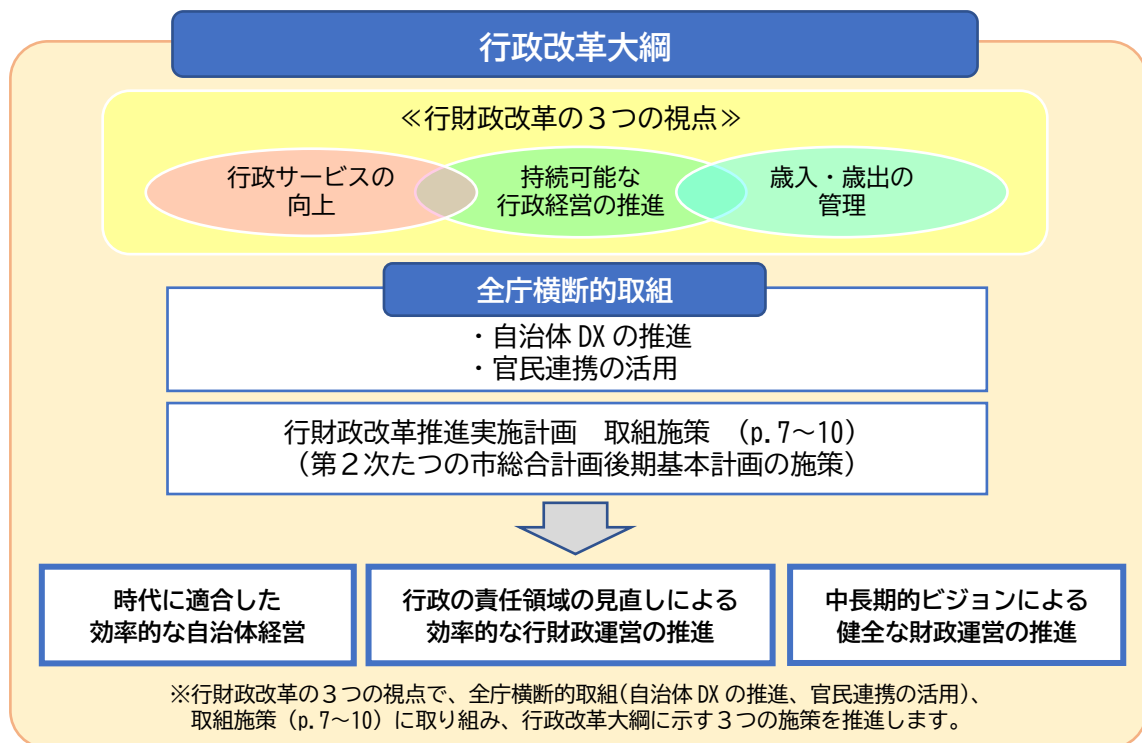 行政改革大綱
≪行財政改革の３つの視点≫
行政サービスの
向上
持続可能な
行政経営の推進
歳入・歳出の
管理
全庁横断的取組
・自治体 DX の推進
・官民連携の活用
行財政改革推進実施計画　取組施策　(p.7～10)
（第２次たつの市総合計画後期基本計画の施策）
時代に適合した
効率的な自治体経営
行政の責任領域の見直しによる
効率的な行財政運営の推進
中長期的ビジョンによる
健全な財政運営の推進
※行財政改革の３つの視点で、全庁横断的取組(自治体 DX の推進、官民連携の活用)、
取組施策（p.7～10）に取り組み、行政改革大綱に示す３つの施策を推進します。